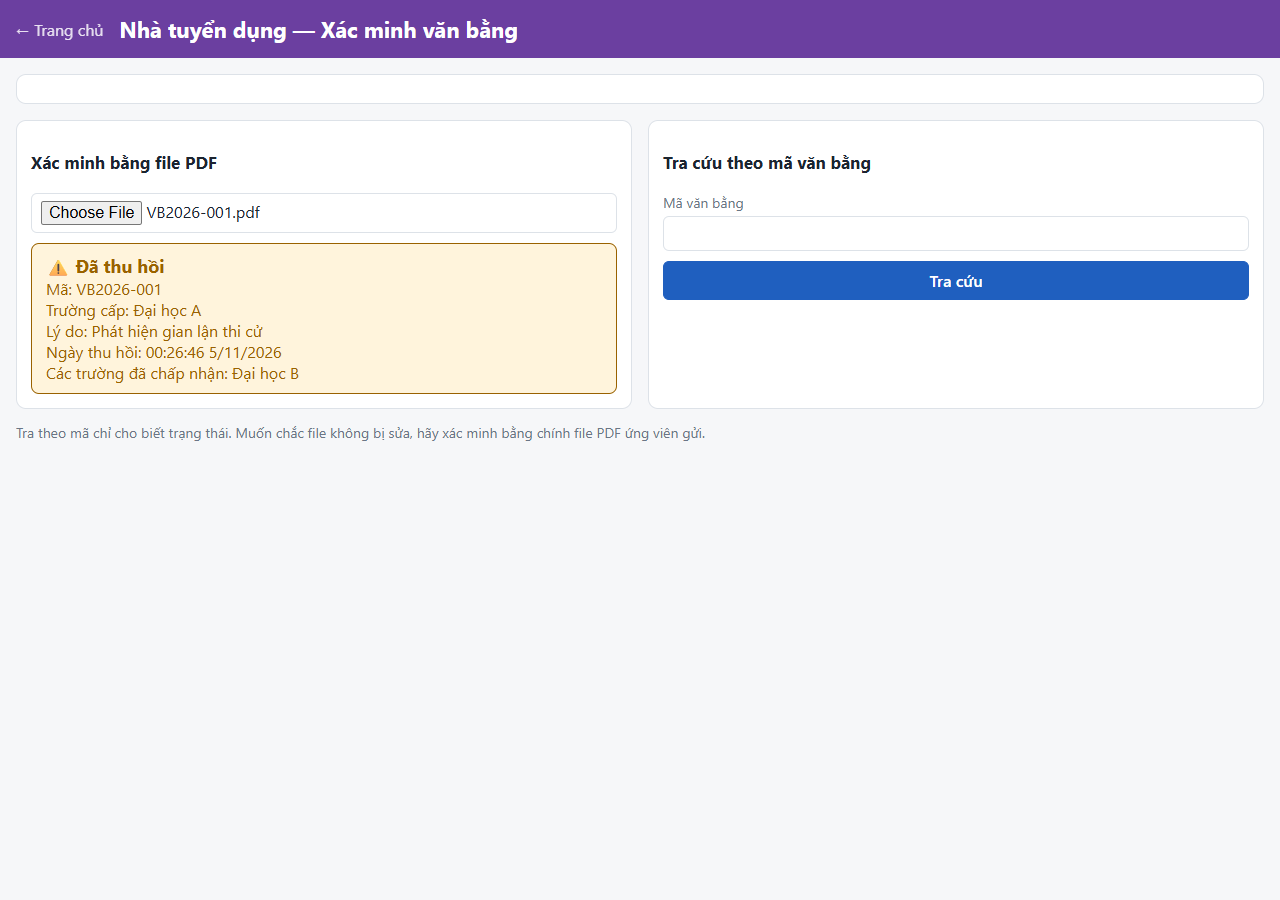 ← Trang chủ Nhà tuyển dụng — Xác minh văn bằng
Xác minh bằng file PDF
Choose File VB2026-001.pdf
⚠️ Đã thu hồi
Mã: VB2026-001
Trường cấp: Đại học A
Lý do: Phát hiện gian lận thi cử
Ngày thu hồi: 00:26:46 5/11/2026
Các trường đã chấp nhận: Đại học B
Tra cứu theo mã văn bằng
Mã văn bằng
Tra cứu
Tra theo mã chỉ cho biết trạng thái. Muốn chắc file không bị sửa, hãy xác minh bằng chính file PDF ứng viên gửi.